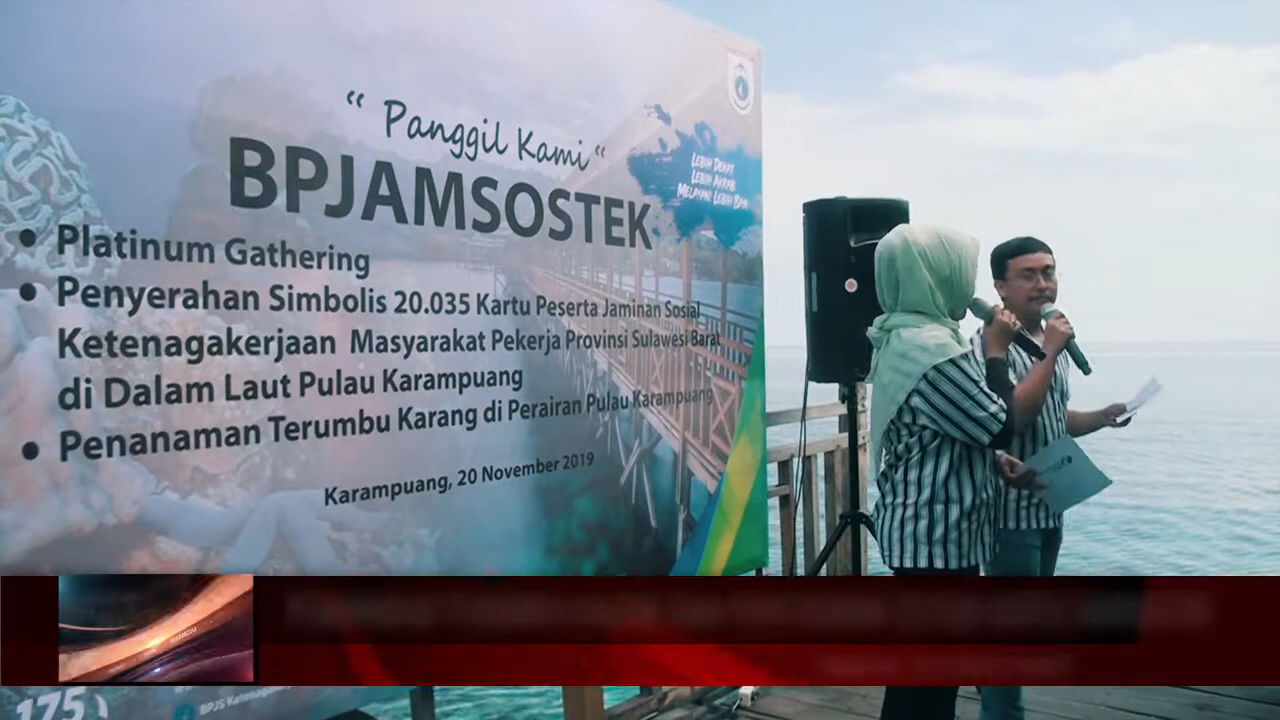 “ Panggil Kami “
BPJAMSOSTEK
LEBIH DEKAT
LEBIH AKRAB
MELAYANI LEBIH BAIK
• Platinum Gathering
• Penyerahan Simbolis 20.035 Kartu Peserta Jaminan Sosial
Ketenagakerjaan Masyarakat Pekerja Provinsi Sulawesi Barat
di Dalam Laut Pulau Karampuang
• Penanaman Terumbu Karang di Perairan Pulau Karampuang
Karampuang, 20 November 2019
175
BPJS Ketenaga